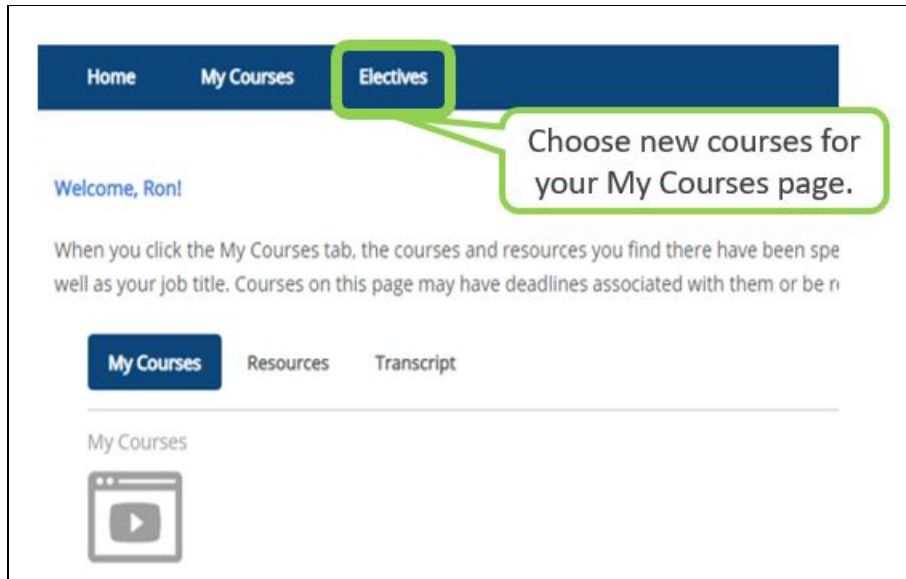 Home My Courses Electives
Choose new courses for
your My Courses page.
Welcome, Ron!
When you click the My Courses tab, the courses and resources you find there have been spe
well as your job title. Courses on this page may have deadlines associated with them or be r
My Courses Resources Transcript
My Courses